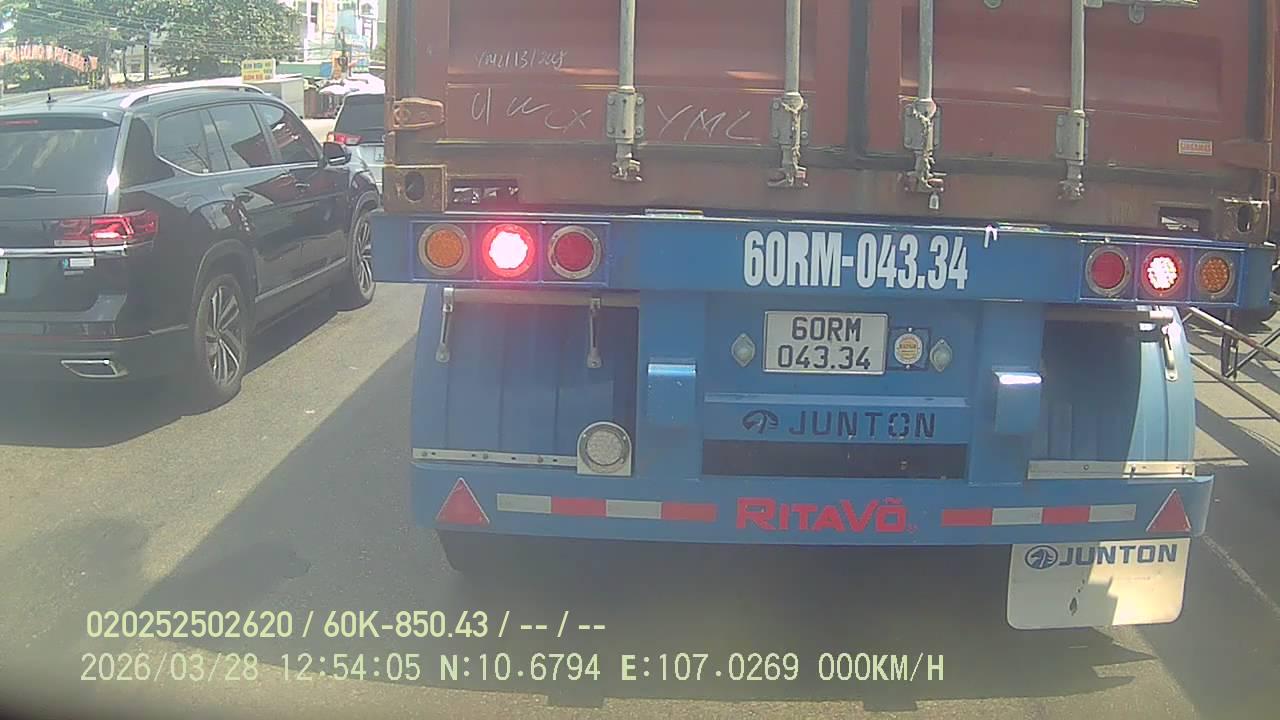 YML
60RM-043.34
60RM
043.34
JUNTON
RITAVÕ
JUNTON
020252502620 / 60K-850.43 / -- / --
2026/03/28 12:54:05 N:10.6794 E:107.0269 000KM/H